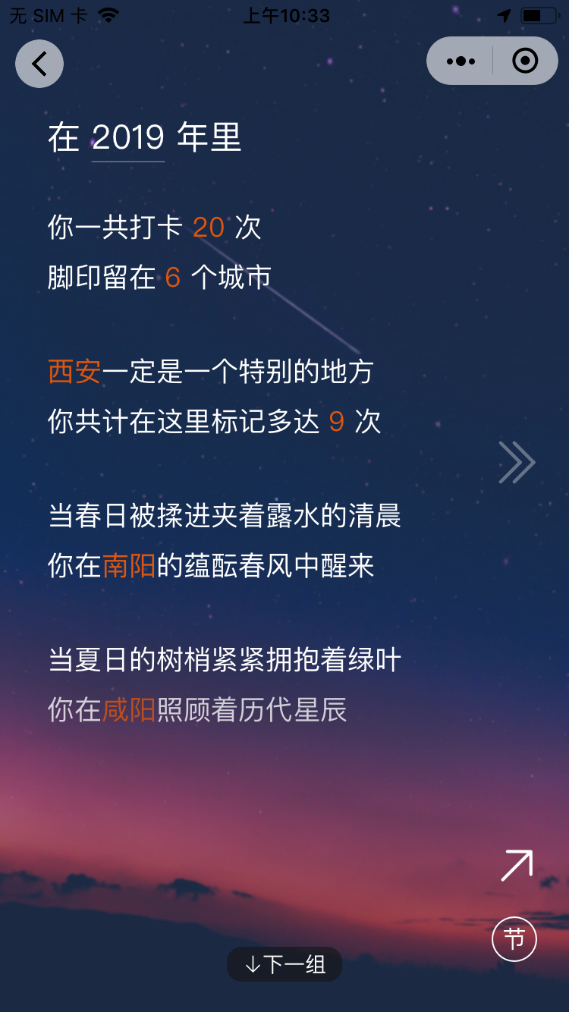 无 SIM 卡
上午10:33
在 2019 年里
你一共打卡 20 次
脚印留在 6 个城市
西安一定是一个特别的地方
你共计在这里标记多达 9 次
当春日被揉进夹着露水的清晨
你在南阳的蕴酝春风中醒来
当夏日的树梢紧紧拥抱着绿叶
你在咸阳照顾着历代星辰
节
↓下一组